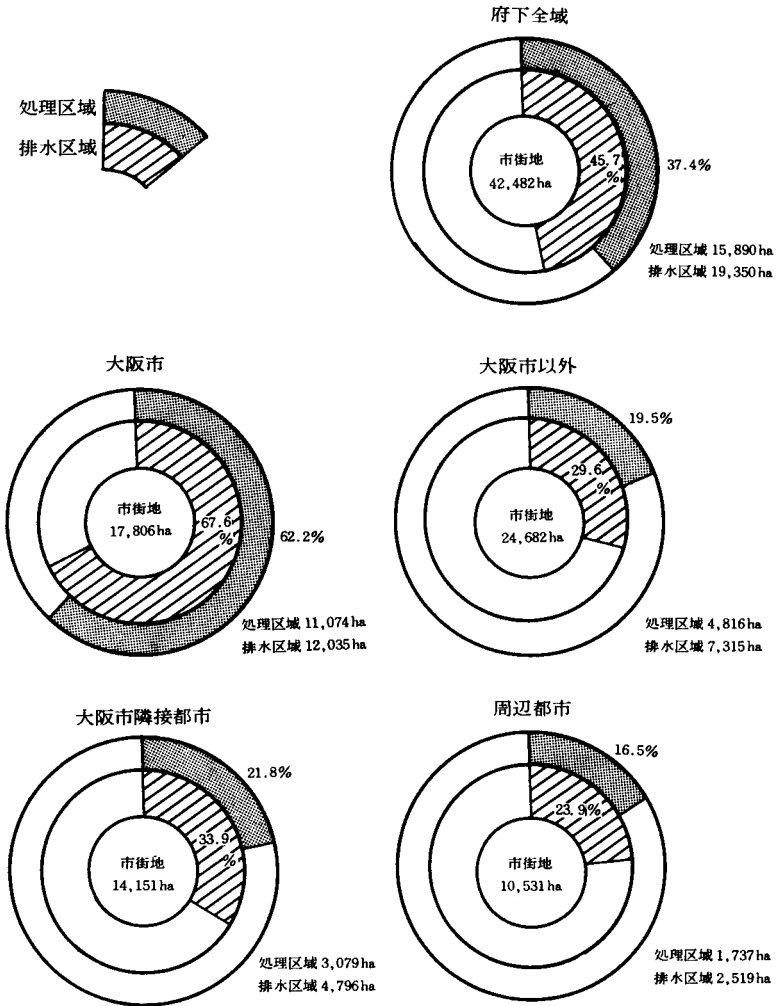 府下全域
処理区域
排水区域
市街地
42,482ha
45.7
%
37.4%
処理区域 15,890ha
排水区域 19,350ha
大阪市
市街地
17,806ha
67.6
%
62.2%
処理区域 11,074ha
排水区域 12,035ha
大阪市以外
市街地
24,682ha
29.6
%
19.5%
処理区域 4,816ha
排水区域 7,315ha
大阪市隣接都市
市街地
14,151ha
33.9
%
21.8%
処理区域 3,079ha
排水区域 4,796ha
周辺都市
市街地
10,531ha
23.9%
16.5%
処理区域 1,737ha
排水区域 2,519ha